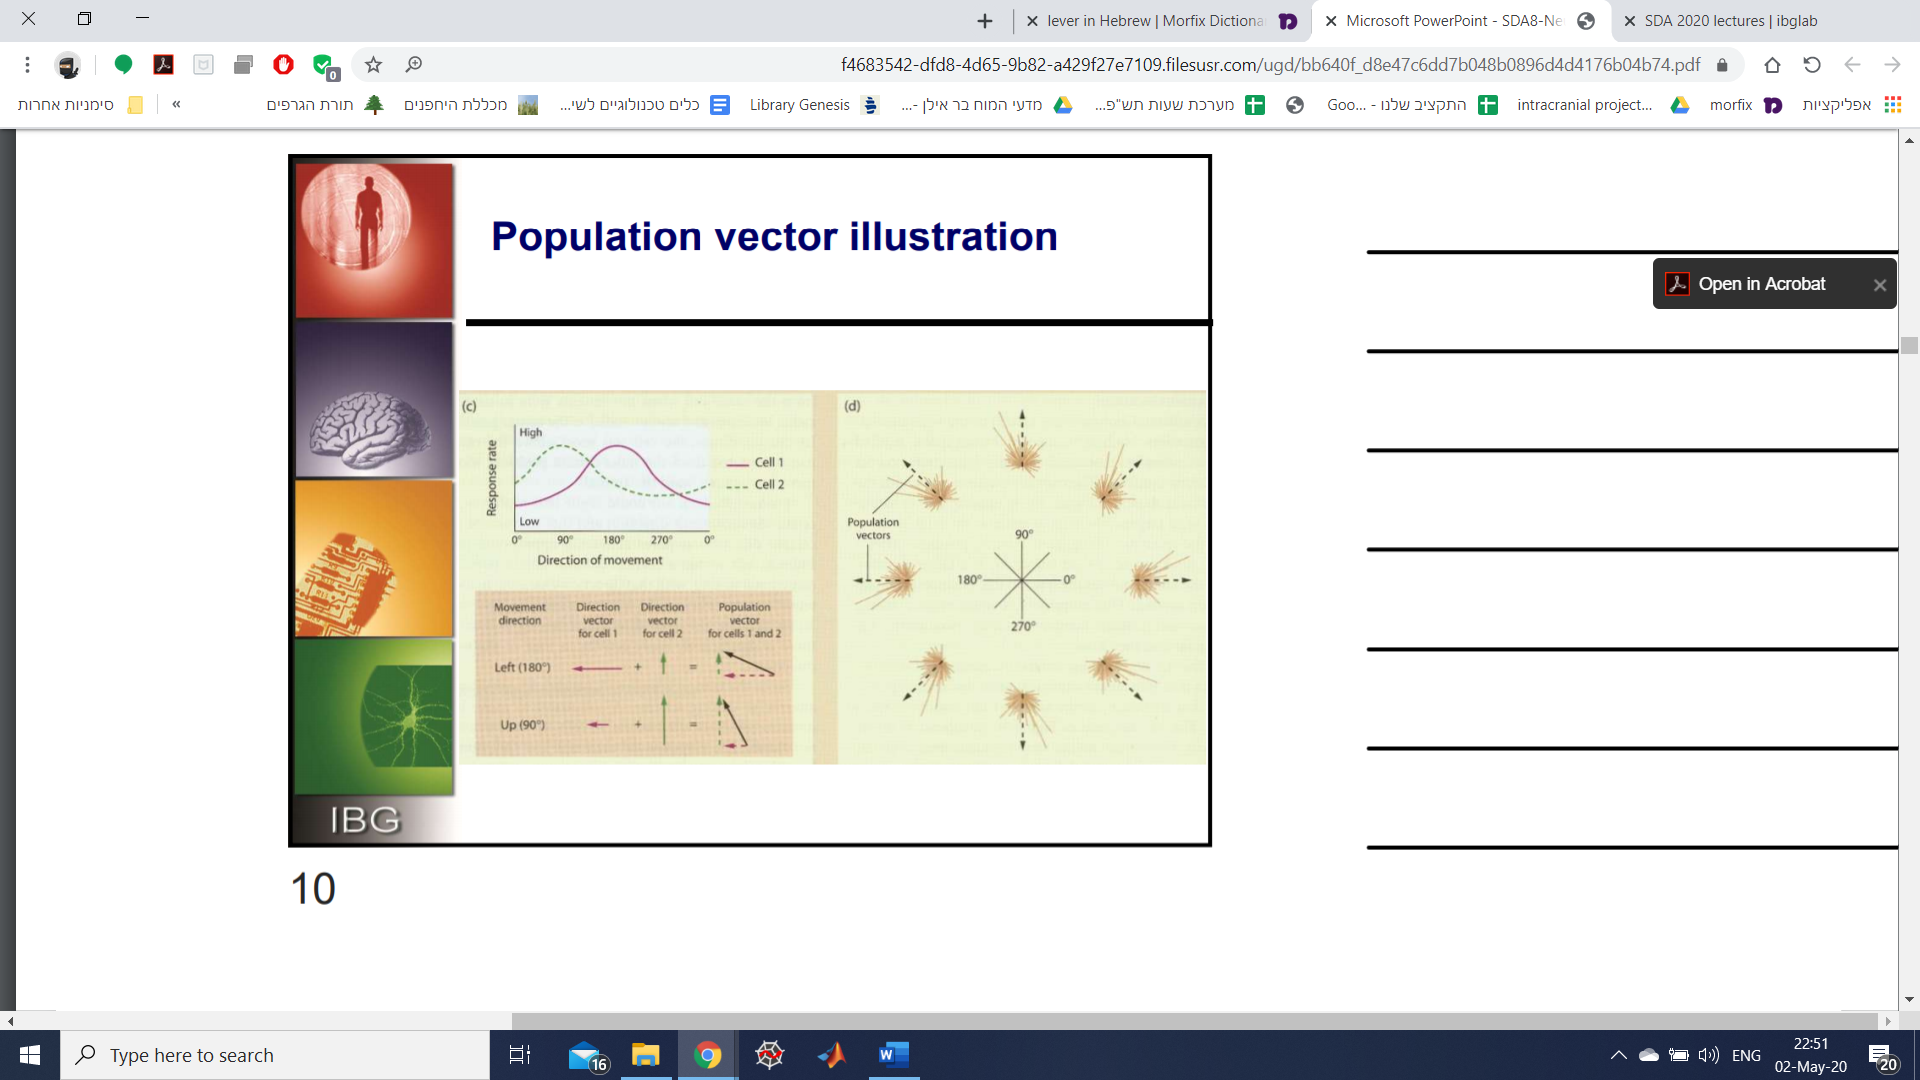 lever in Hebrew | Morfix Dictiona
Microsoft PowerPoint - SDA8-Ne
SDA 2020 lectures | ibglab
0
f4683542-dfd8-4d65-9b82-a429f27e7109.filesusr.com/ugd/bb640f_d8e47c6dd7b048b0896d4d4176b04b74.pdf
סימניות אחרות
«
תורת הגרפים
מכללת היחפנים
כלים טכנולוגיים לשי...
Library Genesis
מדעי המוח בר אילן -...
מערכת שעות תש"פ...
התקציב שלנו - Goo...
intracranial project...
morfix
אפליקציות
Population vector illustration
Open in Acrobat
(c)
High
Response rate
Low
0° 90° 180° 270° 0°
Direction of movement
Cell 1
Cell 2
Movement direction
Direction vector for cell 1
Direction vector for cell 2
Population vector for cells 1 and 2
Left (180°)
+ =
Up (90°)
+ =
(d)
Population
vectors
90°
180° 0°
270°
IBG
10
Type here to search
16
ENG
22:51
02-May-20
20